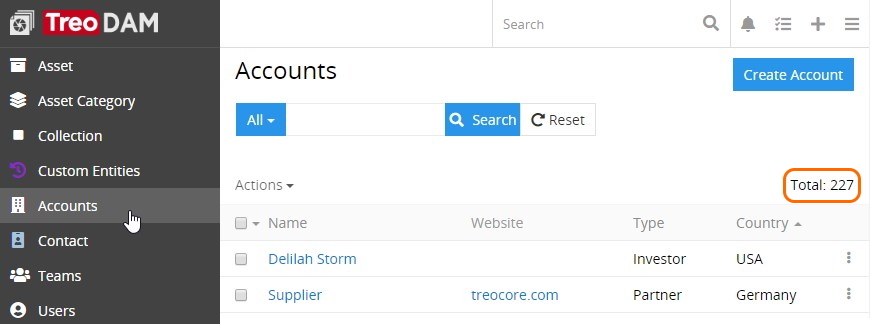 Treo DAM
Asset
Asset Category
Collection
Custom Entities
Accounts
Contact
Teams
Users
Search
Accounts
Create Account
All
Search
Reset
Actions
Total: 227
Name Website Type Country
Delilah Storm Investor USA
Supplier treocore.com Partner Germany